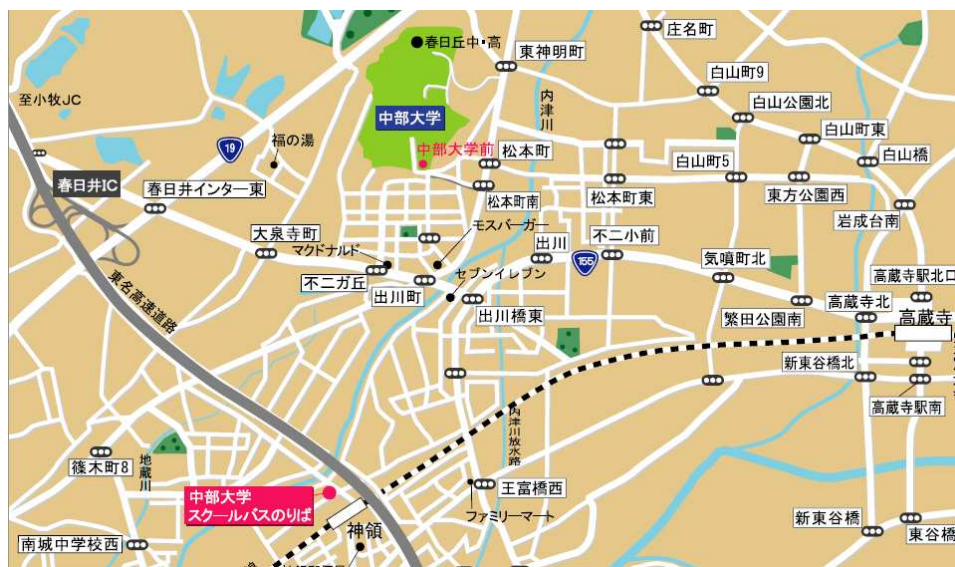 庄名町
春日丘中・高
東神明町
白山町9
至小牧JC
内津川
白山公園北
中部大学
19
白山町東
福の湯
中部大学前
松本町
白山町5
白山橋
春日井IC
春日井インター東
松本町南
松本町東
東方公園西
岩成台南
モスバーガー
大泉寺町
マクドナルド
出川
不二小前
155
気噴町北
セブンイレブン
高蔵寺駅北口
不二ガ丘
出川町
東名高速道路
出川橋東
繁田公園南
高蔵寺北
高蔵寺
新東谷橋北
高蔵寺駅南
内津川放水路
篠木町8
地蔵川
中部大学
スクールバスのりば
王富橋西
ファミリーマート
神領
新東谷橋
東谷橋
南城中学校西